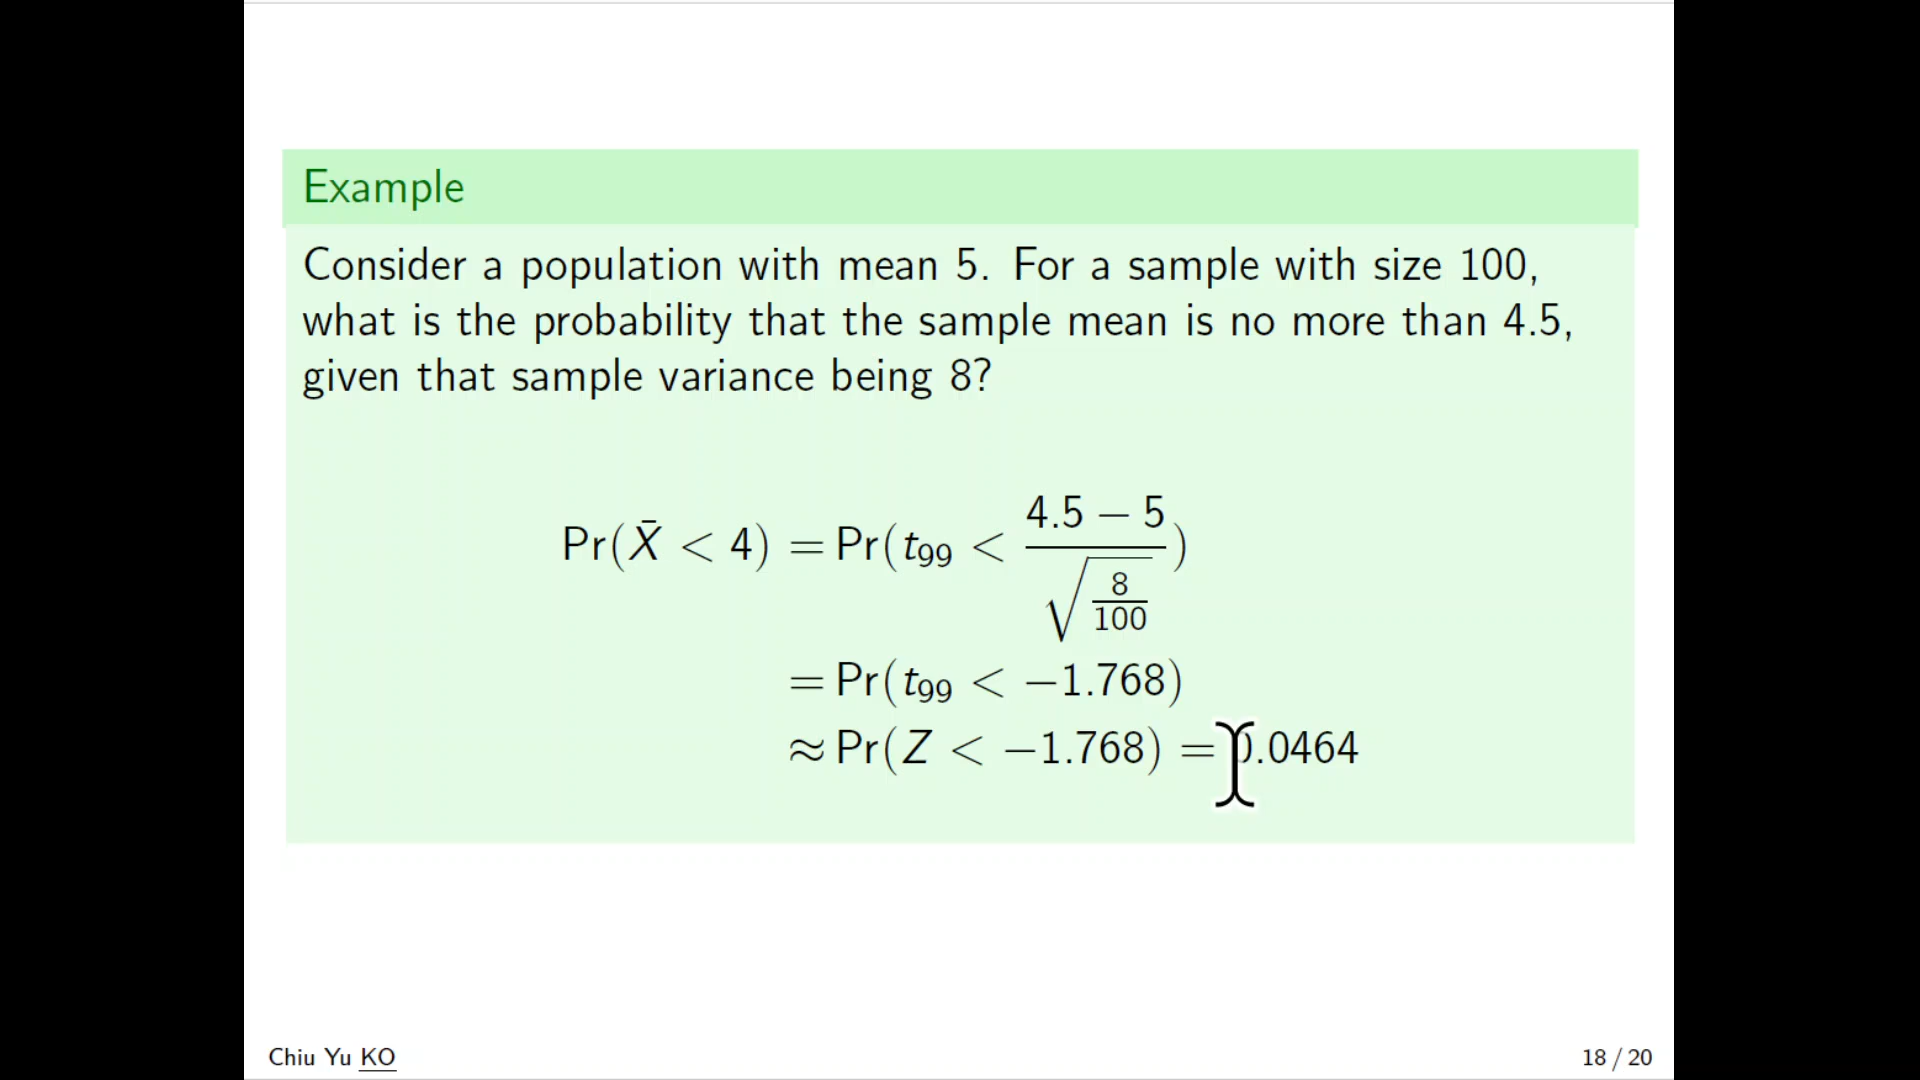 Example
Consider a population with mean 5. For a sample with size 100,
what is the probability that the sample mean is no more than 4.5,
given that sample variance being 8?
Pr(X̄ < 4) = Pr(t₉₉ < (4.5 − 5) / √(8/100))
= Pr(t₉₉ < −1.768)
≈ Pr(Z < −1.768) = 0.0464
Chiu Yu KO
18 / 20